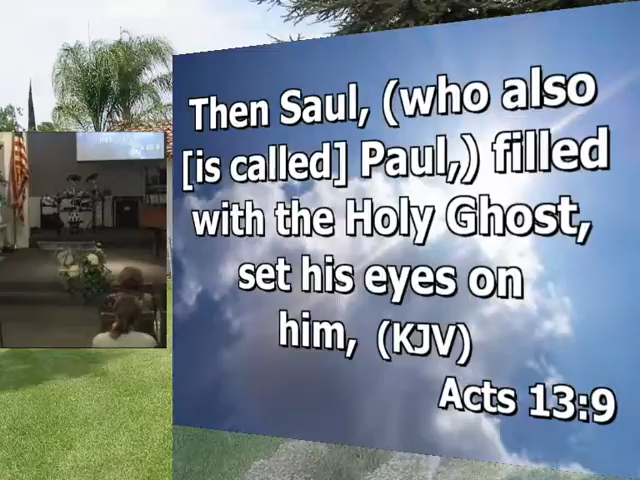 Then Saul, (who also
[is called] Paul,) filled
with the Holy Ghost,
set his eyes on
him, (KJV)
Acts 13:9